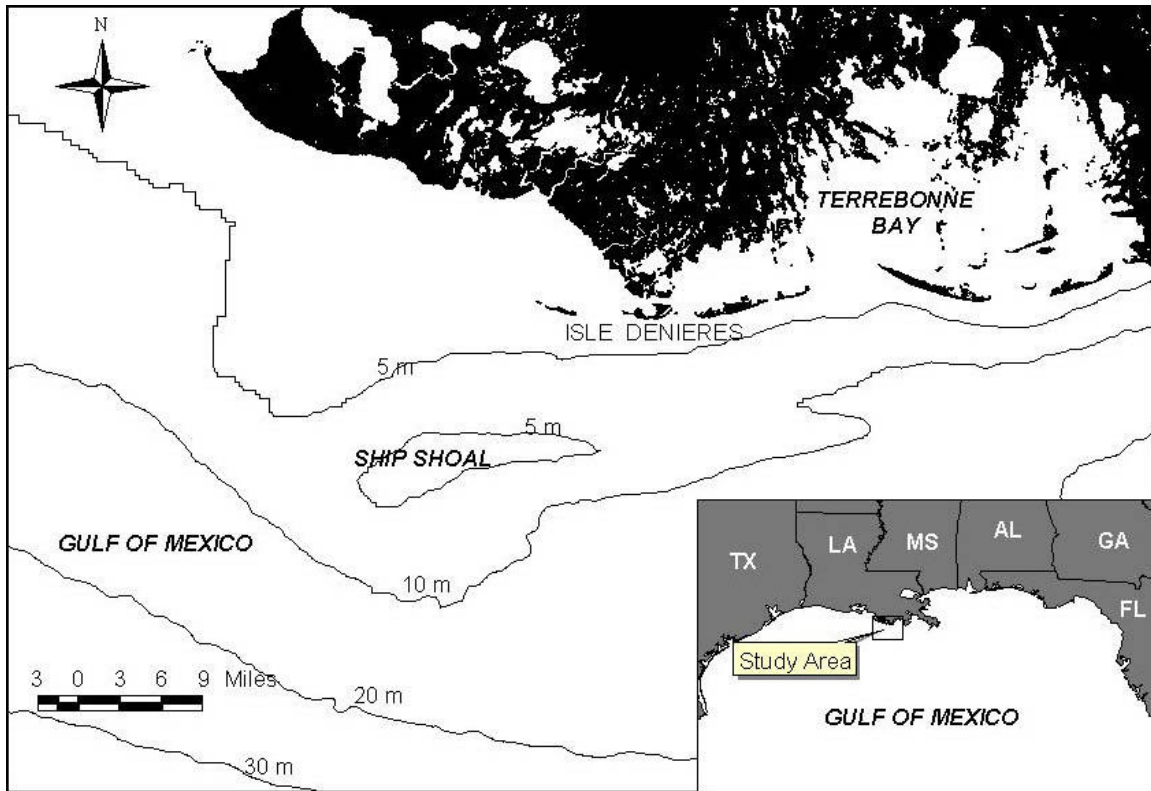 N
TERREBONNE
BAY
ISLE DENIERES
5 m
5 m
SHIP SHOAL
GULF OF MEXICO
10 m
3 0 3 6 9 Miles
20 m
30 m
TX
LA
MS
AL
GA
FL
Study Area
GULF OF MEXICO